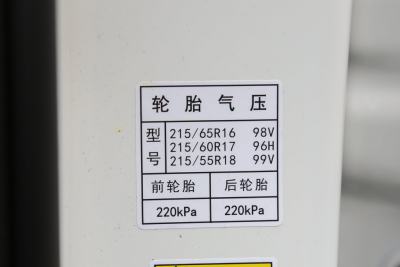 轮胎气压
型号 215/65R16 98V
215/60R17 96H
215/55R18 99V
前轮胎 后轮胎
220kPa 220kPa